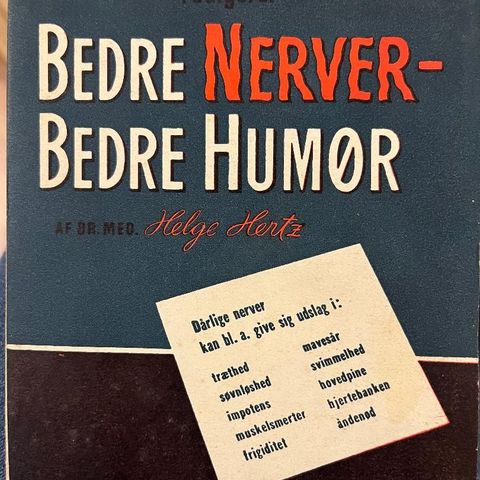 BEDRE NERVER-
BEDRE HUMØR
AF DR. MED. Helge Hertz
Dårlige nerver
kan bl. a. give sig udslag i:
træthed
søvnløshed
impotens
muskelsmerter
frigiditet
mavesår
svimmelhed
hovedpine
hjertebanken
åndenød